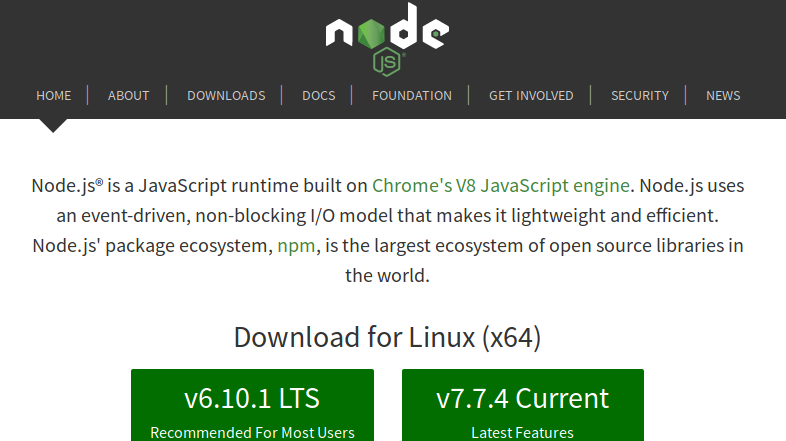 node
JS®
HOME ABOUT DOWNLOADS DOCS FOUNDATION GET INVOLVED SECURITY NEWS
Node.js® is a JavaScript runtime built on Chrome's V8 JavaScript engine. Node.js uses
an event-driven, non-blocking I/O model that makes it lightweight and efficient.
Node.js' package ecosystem, npm, is the largest ecosystem of open source libraries in
the world.
Download for Linux (x64)
v6.10.1 LTS v7.7.4 Current
Recommended For Most Users Latest Features